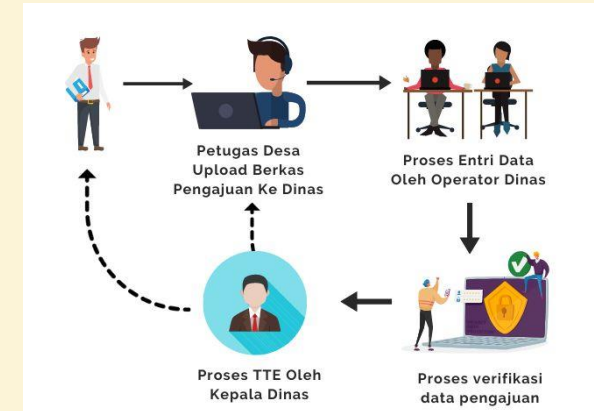 Petugas Desa
Upload Berkas
Pengajuan Ke Dinas
Proses Entri Data
Oleh Operator Dinas
Proses TTE Oleh
Kepala Dinas
Proses verifikasi
data pengajuan